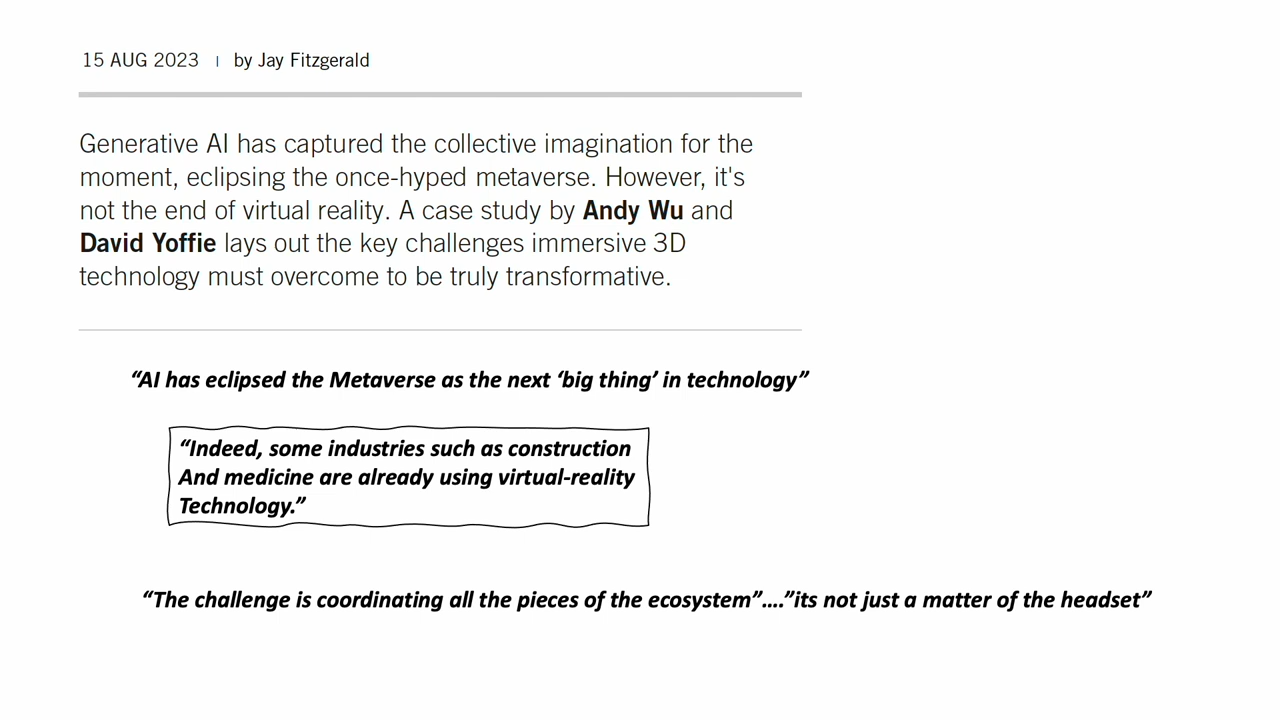 15 AUG 2023 | by Jay Fitzgerald
Generative AI has captured the collective imagination for the
moment, eclipsing the once-hyped metaverse. However, it's
not the end of virtual reality. A case study by Andy Wu and
David Yoffie lays out the key challenges immersive 3D
technology must overcome to be truly transformative.
“AI has eclipsed the Metaverse as the next ‘big thing’ in technology”
“Indeed, some industries such as construction
And medicine are already using virtual-reality
Technology.”
“The challenge is coordinating all the pieces of the ecosystem”....”its not just a matter of the headset”